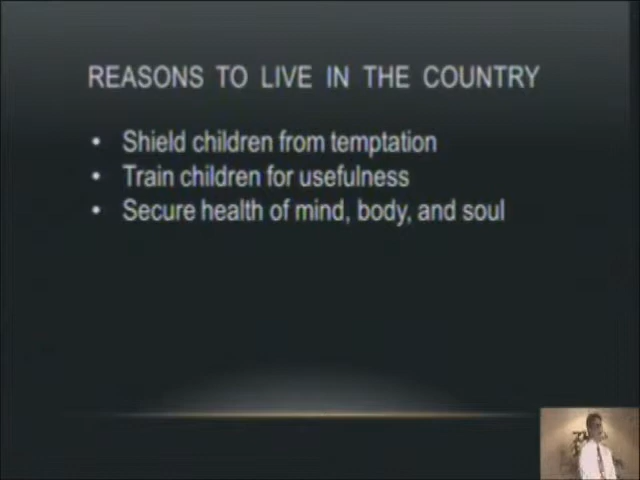 REASONS TO LIVE IN THE COUNTRY
• Shield children from temptation
• Train children for usefulness
• Secure health of mind, body, and soul